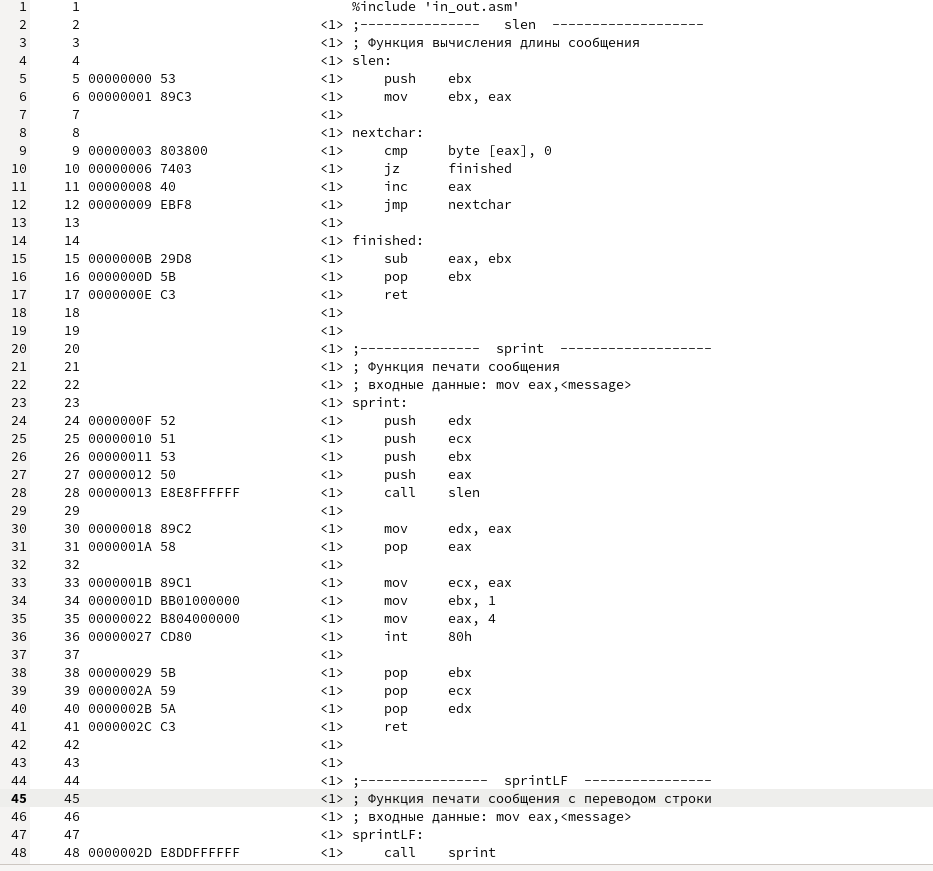 1 1 %include 'in_out.asm'
2 2 <1> ;--------------- slen -------------------
3 3 <1> ; Функция вычисления длины сообщения
4 4 <1> slen:
5 5 00000000 53 <1> push ebx
6 6 00000001 89C3 <1> mov ebx, eax
7 7 <1>
8 8 <1> nextchar:
9 9 00000003 803800 <1> cmp byte [eax], 0
10 10 00000006 7403 <1> jz finished
11 11 00000008 40 <1> inc eax
12 12 00000009 EBF8 <1> jmp nextchar
13 13 <1>
14 14 <1> finished:
15 15 0000000B 29D8 <1> sub eax, ebx
16 16 0000000D 5B <1> pop ebx
17 17 0000000E C3 <1> ret
18 18 <1>
19 19 <1>
20 20 <1> ;--------------- sprint -------------------
21 21 <1> ; Функция печати сообщения
22 22 <1> ; входные данные: mov eax,<message>
23 23 <1> sprint:
24 24 0000000F 52 <1> push edx
25 25 00000010 51 <1> push ecx
26 26 00000011 53 <1> push ebx
27 27 00000012 50 <1> push eax
28 28 00000013 E8E8FFFFFF <1> call slen
29 29 <1>
30 30 00000018 89C2 <1> mov edx, eax
31 31 0000001A 58 <1> pop eax
32 32 <1>
33 33 0000001B 89C1 <1> mov ecx, eax
34 34 0000001D BB01000000 <1> mov ebx, 1
35 35 00000022 B804000000 <1> mov eax, 4
36 36 00000027 CD80 <1> int 80h
37 37 <1>
38 38 00000029 5B <1> pop ebx
39 39 0000002A 59 <1> pop ecx
40 40 0000002B 5A <1> pop edx
41 41 0000002C C3 <1> ret
42 42 <1>
43 43 <1>
44 44 <1> ;---------------- sprintLF ----------------
45 45 <1> ; Функция печати сообщения с переводом строки
46 46 <1> ; входные данные: mov eax,<message>
47 47 <1> sprintLF:
48 48 0000002D E8DDFFFFFF <1> call sprint